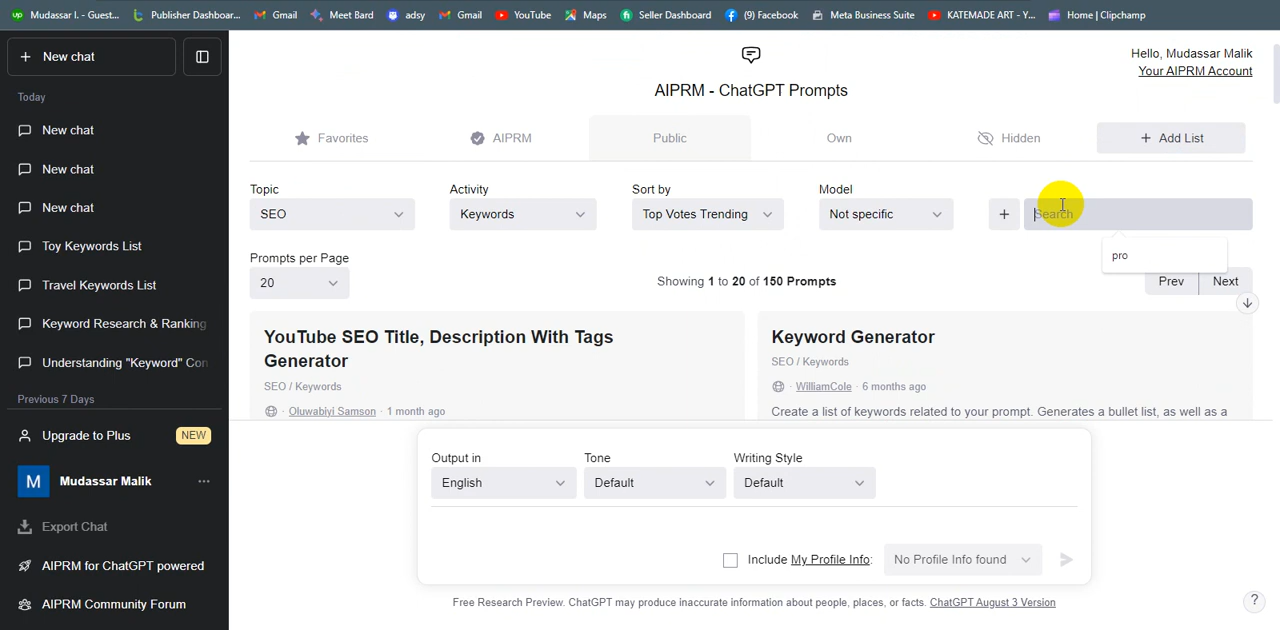 Mudassar I. - Guest...
Publisher Dashboar...
Gmail
Meet Bard
adsy
Gmail
YouTube
Maps
Seller Dashboard
(9) Facebook
Meta Business Suite
KATEMADE ART - Y...
Home | Clipchamp
+ New chat
Today
New chat
New chat
New chat
Toy Keywords List
Travel Keywords List
Keyword Research & Ranking
Understanding "Keyword" Con
Previous 7 Days
Upgrade to Plus
NEW
M
Mudassar Malik
...
Export Chat
AIPRM for ChatGPT powered
AIPRM Community Forum
Hello, Mudassar Malik
Your AIPRM Account
AIPRM - ChatGPT Prompts
Favorites
AIPRM
Public
Own
Hidden
+ Add List
Topic
SEO
Activity
Keywords
Sort by
Top Votes Trending
Model
Not specific
+
Search
pro
Prompts per Page
20
Showing 1 to 20 of 150 Prompts
Prev
Next
YouTube SEO Title, Description With Tags
Generator
SEO / Keywords
· Oluwabiyi Samson · 1 month ago
Keyword Generator
SEO / Keywords
· WilliamCole · 6 months ago
Create a list of keywords related to your prompt. Generates a bullet list, as well as a
Output in
English
Tone
Default
Writing Style
Default
Include My Profile Info:
No Profile Info found
Free Research Preview. ChatGPT may produce inaccurate information about people, places, or facts. ChatGPT August 3 Version
?